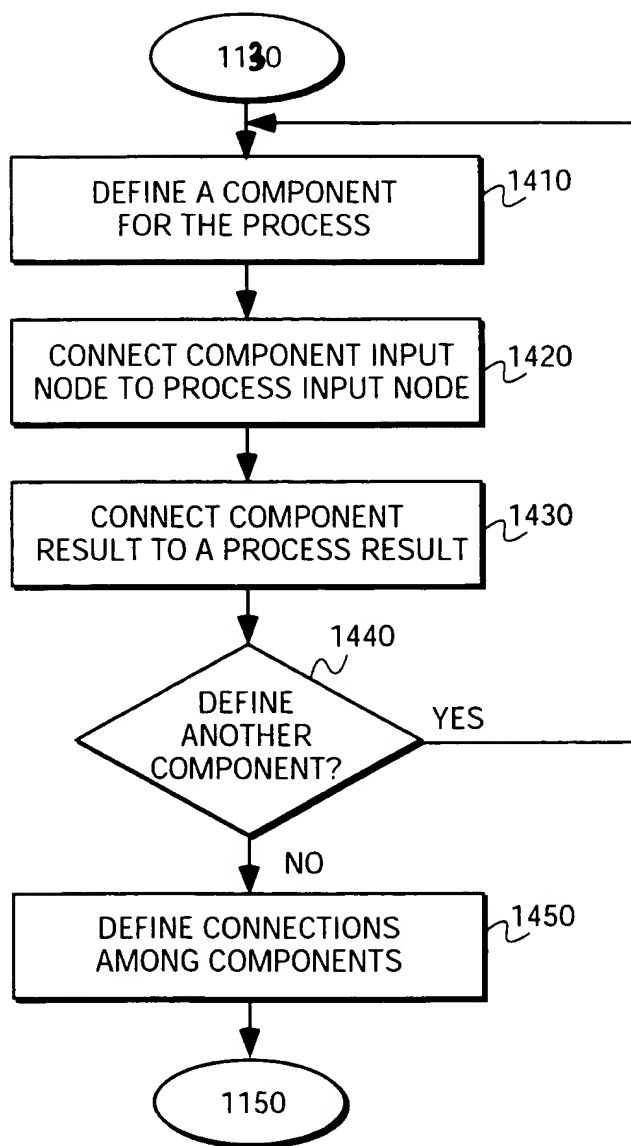 1130
DEFINE A COMPONENT
FOR THE PROCESS
1410
CONNECT COMPONENT INPUT
NODE TO PROCESS INPUT NODE
1420
CONNECT COMPONENT
RESULT TO A PROCESS RESULT
1430
1440
DEFINE
ANOTHER
COMPONENT?
YES
NO
DEFINE CONNECTIONS
AMONG COMPONENTS
1450
1150